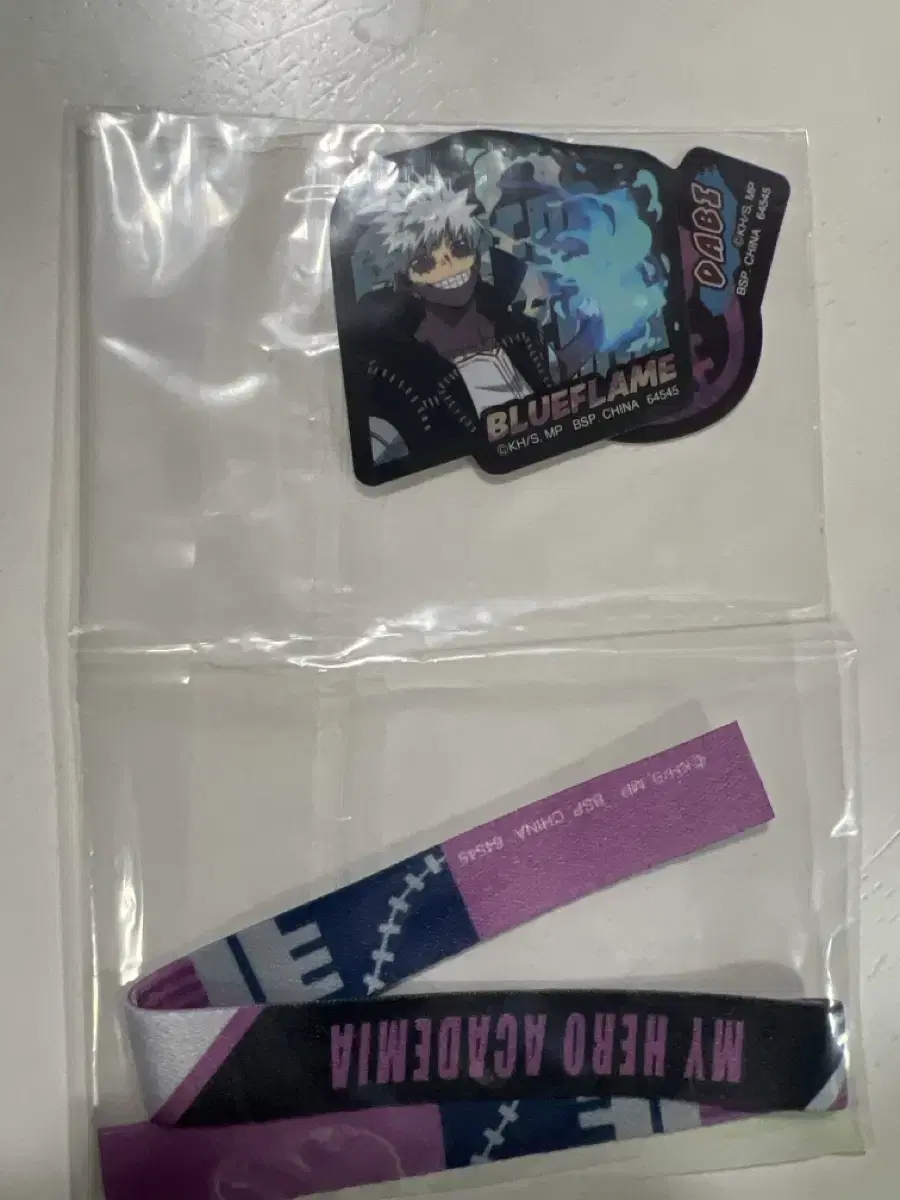 DABI
©KH/S. MP
BSP. CHINA 64545
BLUEFLAME
©KH/S. MP BSP. CHINA 64545
©KH/S, MP BSP CHINA 64545
MY HERO ACADEMIA